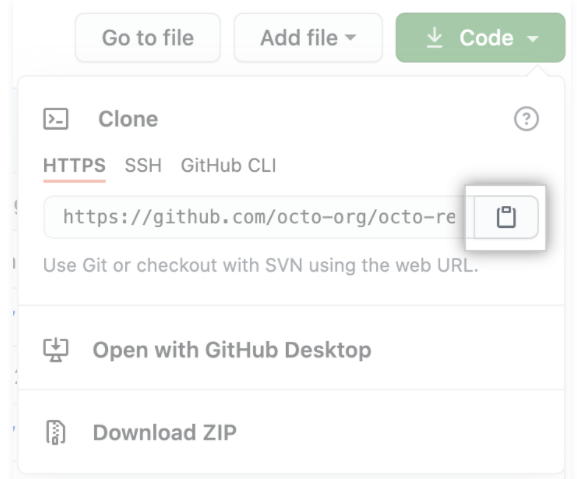 Go to file Add file Code
Clone
HTTPS SSH GitHub CLI
https://github.com/octo-org/octo-re
Use Git or checkout with SVN using the web URL.
Open with GitHub Desktop
Download ZIP